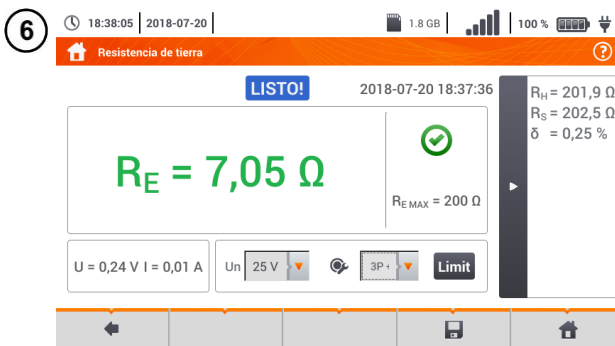 6
18:38:05 2018-07-20 1.8 GB 100 %
Resistencia de tierra ?
LISTO! 2018-07-20 18:37:36
RE = 7,05 Ω
RE MAX = 200 Ω
RH = 201,9 Ω
RS = 202,5 Ω
δ = 0,25 %
U = 0,24 V I = 0,01 A
Un 25 V 3P+ Limit